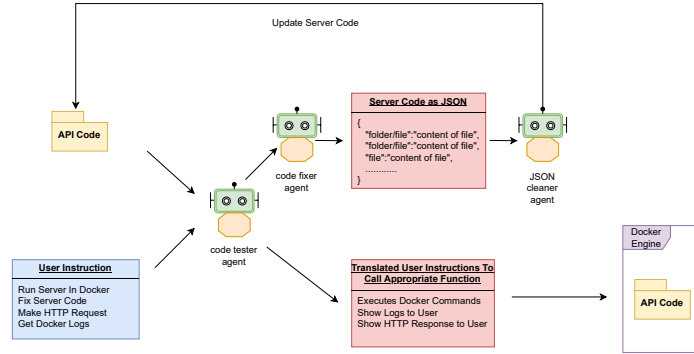 Update Server Code
API Code
code fixer
agent
Server Code as JSON
{
"folder/file":"content of file",
"folder/file":"content of file",
"file":"content of file",
............
}
JSON
cleaner
agent
code tester
agent
User Instruction
Run Server In Docker
Fix Server Code
Make HTTP Request
Get Docker Logs
Translated User Instructions To
Call Appropriate Function
Executes Docker Commands
Show Logs to User
Show HTTP Response to User
Docker
Engine
API Code